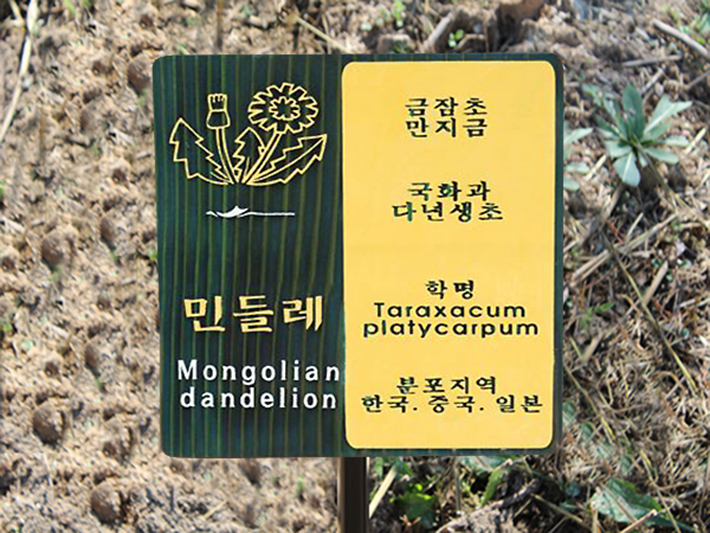 민들레
Mongolian
dandelion
금잠초
만지금
국화과
다년생초
학명
Taraxacum
platycarpum
분포지역
한국. 중국. 일본